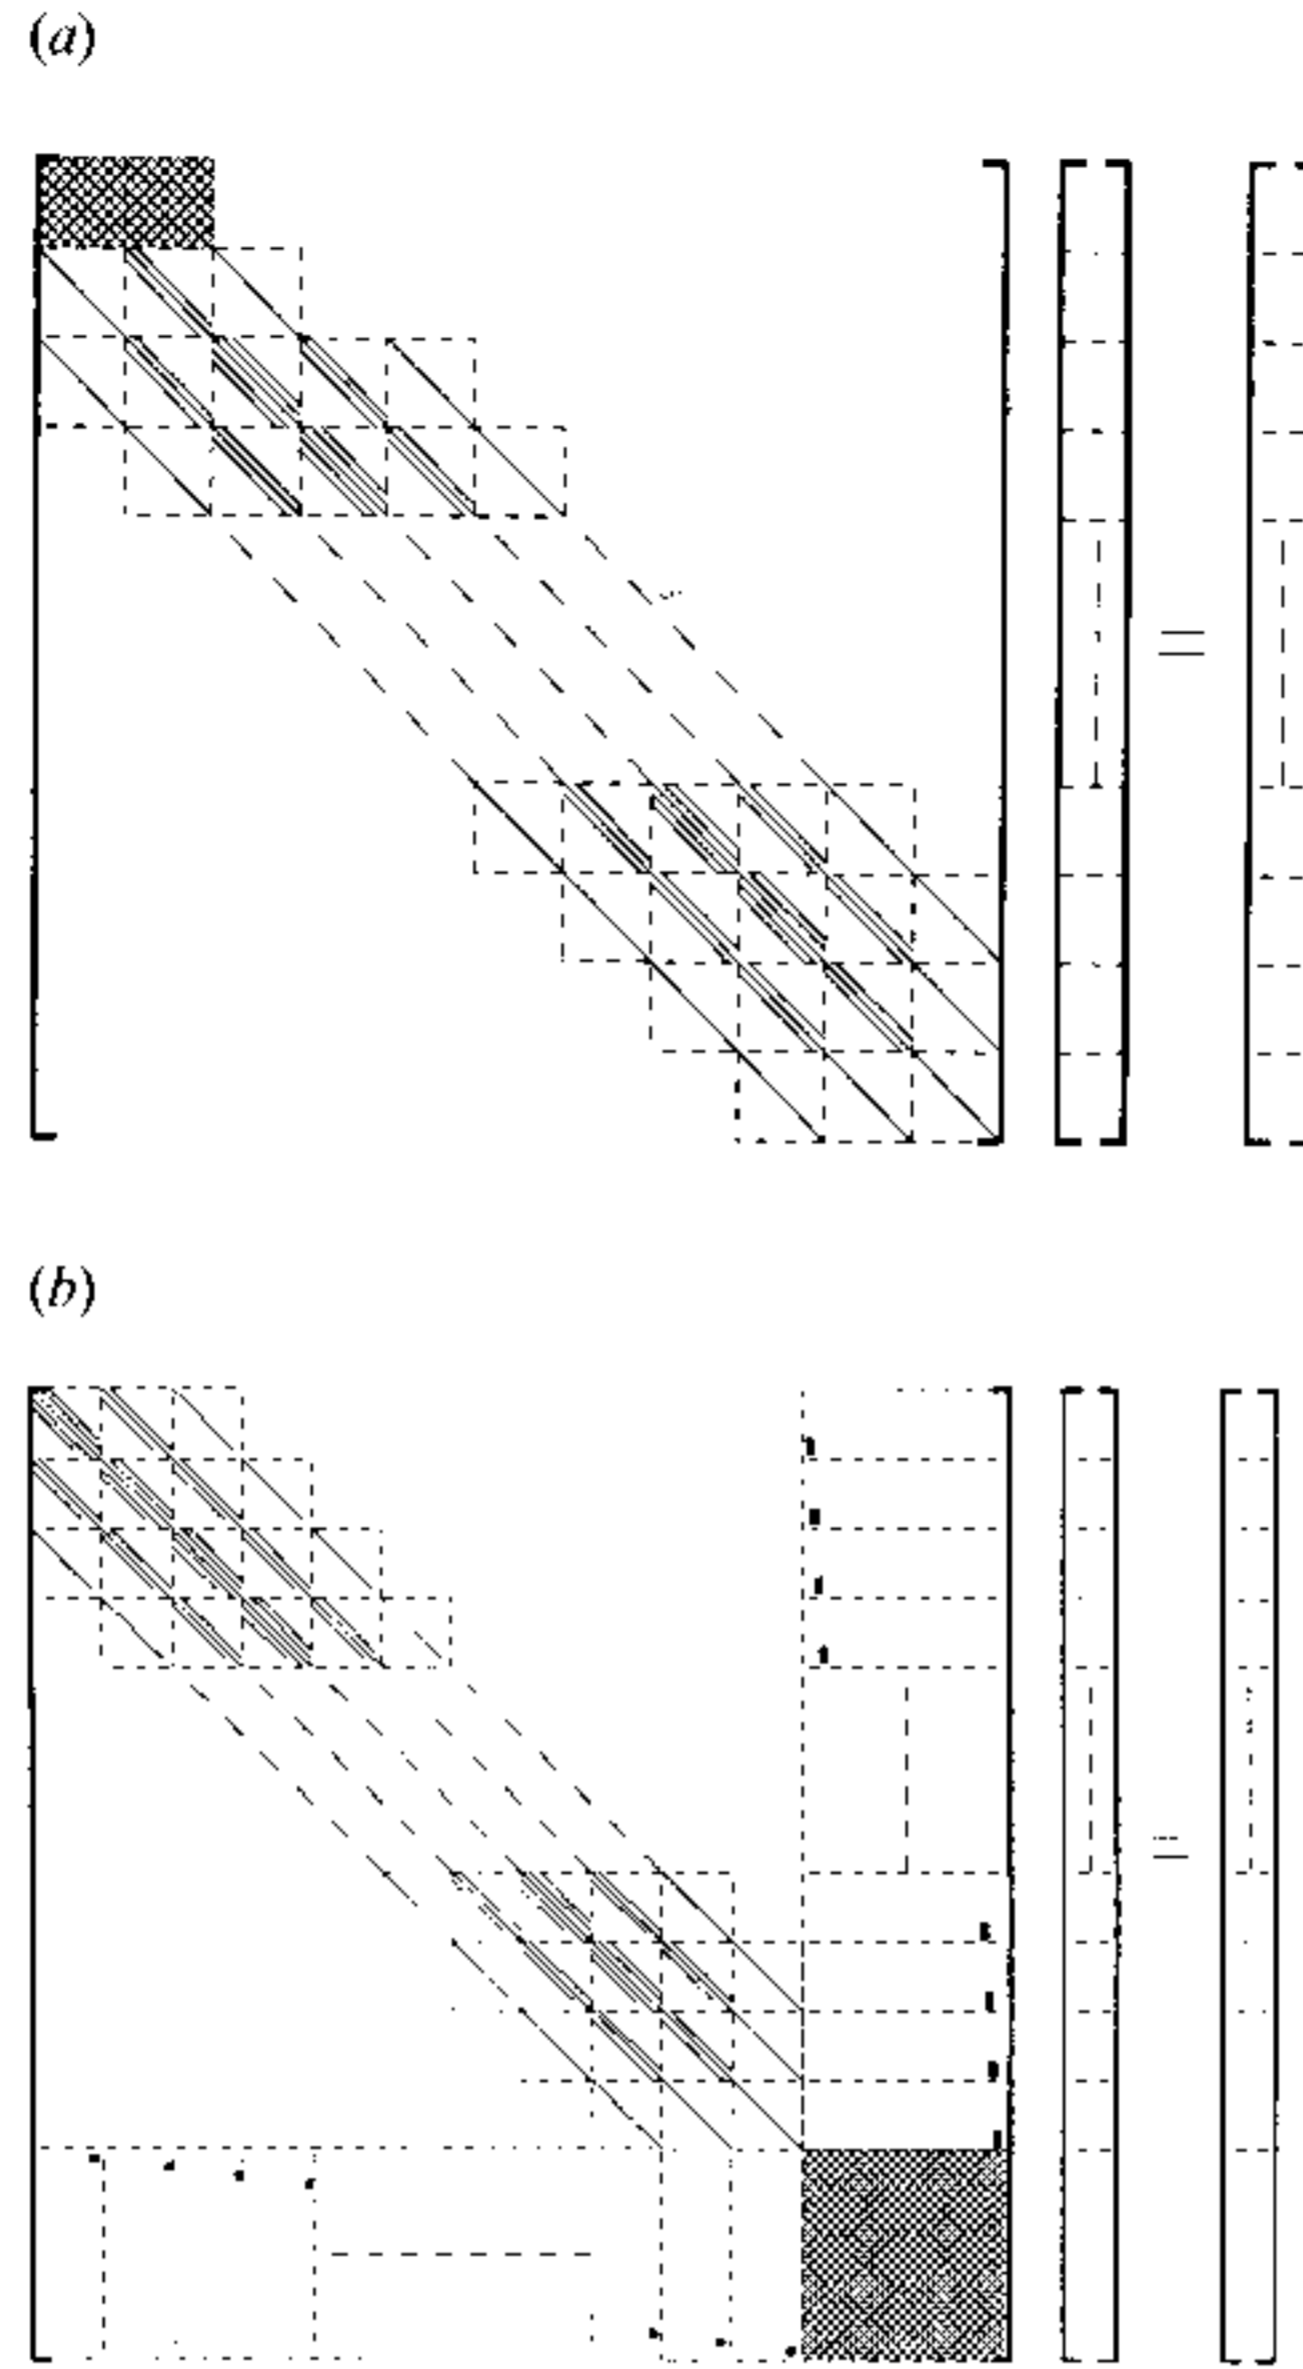 (a)
=
(b)
=